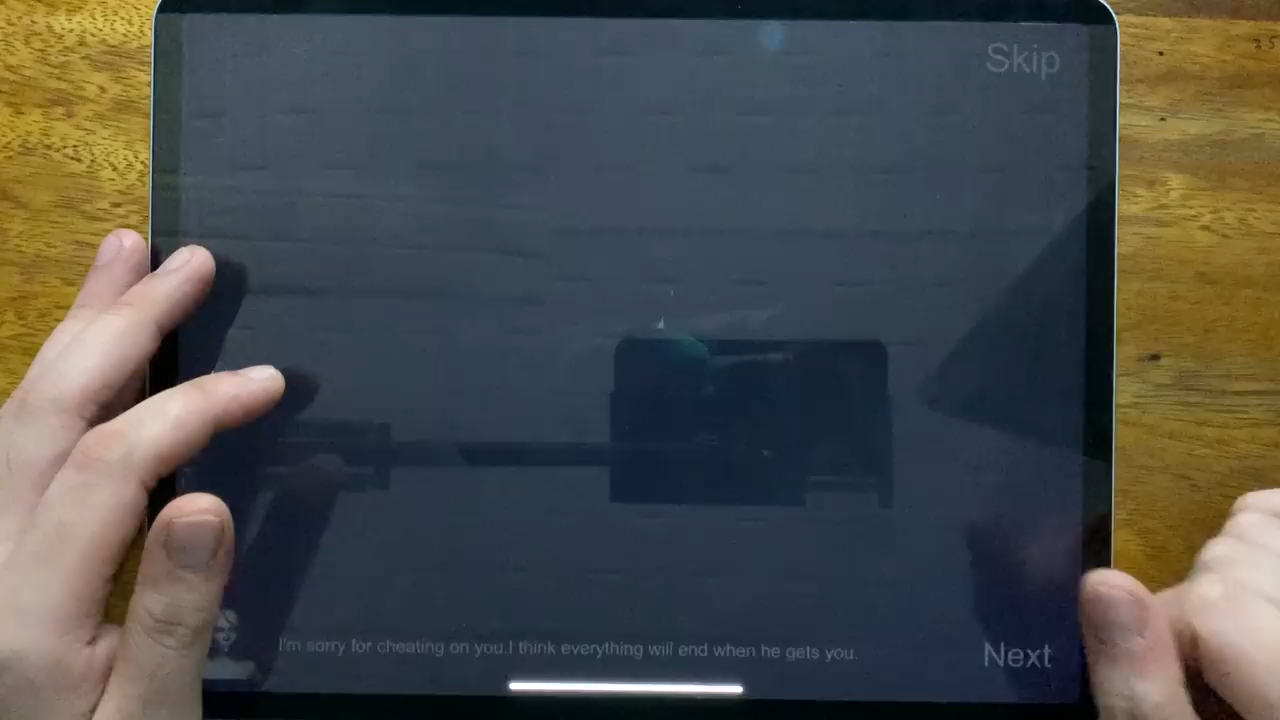 Skip
I'm sorry for cheating on you.I think everything will end when he gets you.
Next